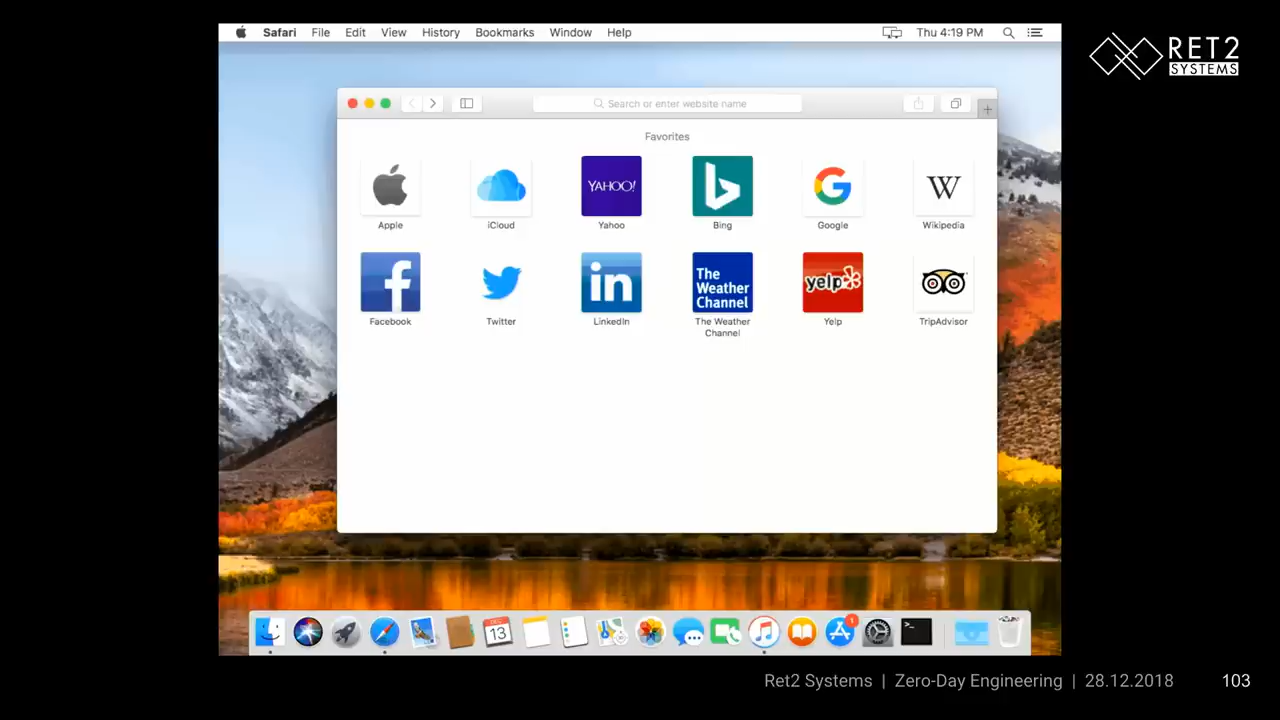 Safari File Edit View History Bookmarks Window Help Thu 4:19 PM
RET2
SYSTEMS
Search or enter website name
Favorites
YAHOO!
W
Apple iCloud Yahoo Bing Google Wikipedia
f in The Weather Channel yelp
Facebook Twitter LinkedIn The Weather Channel Yelp TripAdvisor
13 1 >_
Ret2 Systems | Zero-Day Engineering | 28.12.2018 103